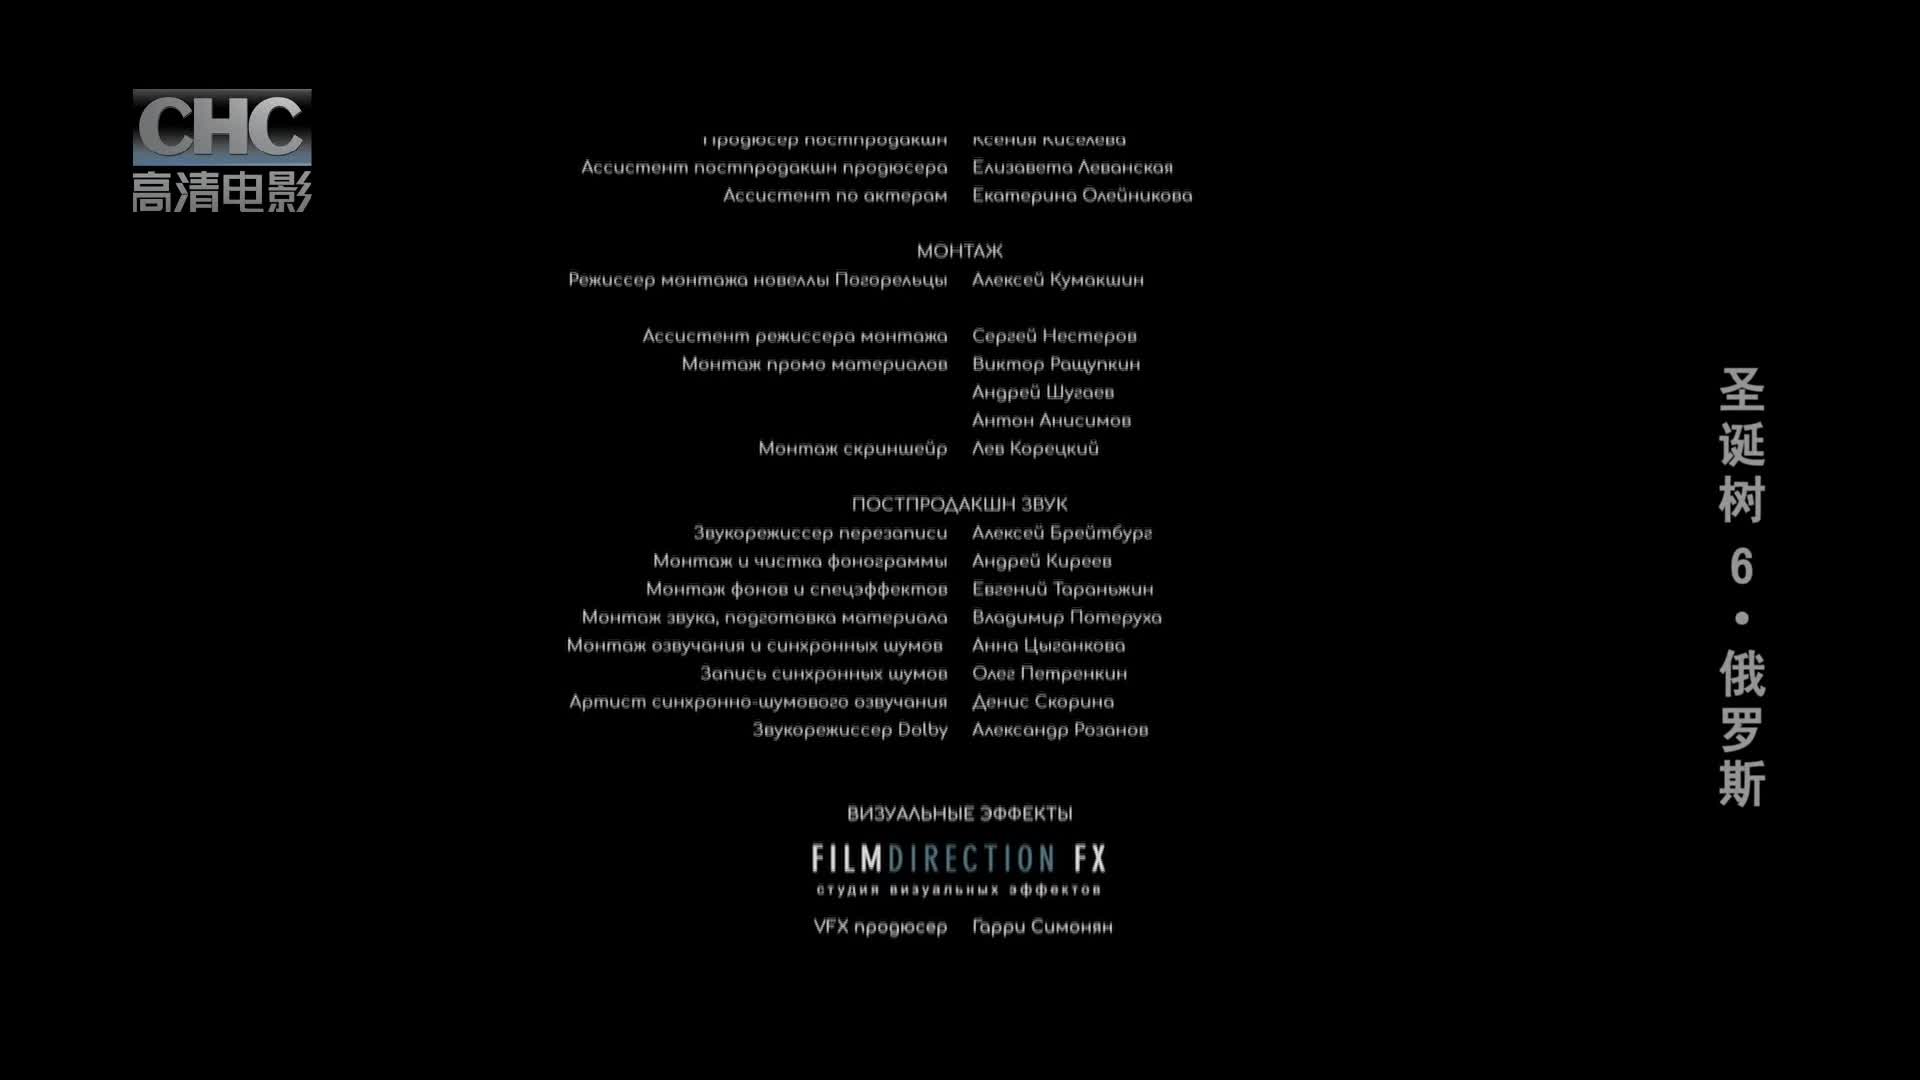 CHC
高清电影
Продюсер постпродакшн Ксения Киселева
Ассистент постпродакшн продюсера Елизавета Леванская
Ассистент по актерам Екатерина Олейникова
МОНТАЖ
Режиссер монтажа новеллы Погорельцы Алексей Кумакшин
Ассистент режиссера монтажа Сергей Нестеров
Монтаж промо материалов Виктор Ращупкин
Андрей Шугаев
Антон Анисимов
Монтаж скриншейр Лев Корецкий
ПОСТПРОДАКШН ЗВУК
Звукорежиссер перезаписи Алексей Брейтбург
Монтаж и чистка фонограммы Андрей Киреев
Монтаж фонов и спецэффектов Евгений Тараньжин
Монтаж звука, подготовка материала Владимир Потеруха
Монтаж озвучания и синхронных шумов Анна Цыганкова
Запись синхронных шумов Олег Петренкин
Артист синхронно-шумового озвучания Денис Скорина
Звукорежиссер Dolby Александр Розанов
ВИЗУАЛЬНЫЕ ЭФФЕКТЫ
FILMDIRECTION FX
студия визуальных эффектов
VFX продюсер Гарри Симонян
圣诞树6·俄罗斯